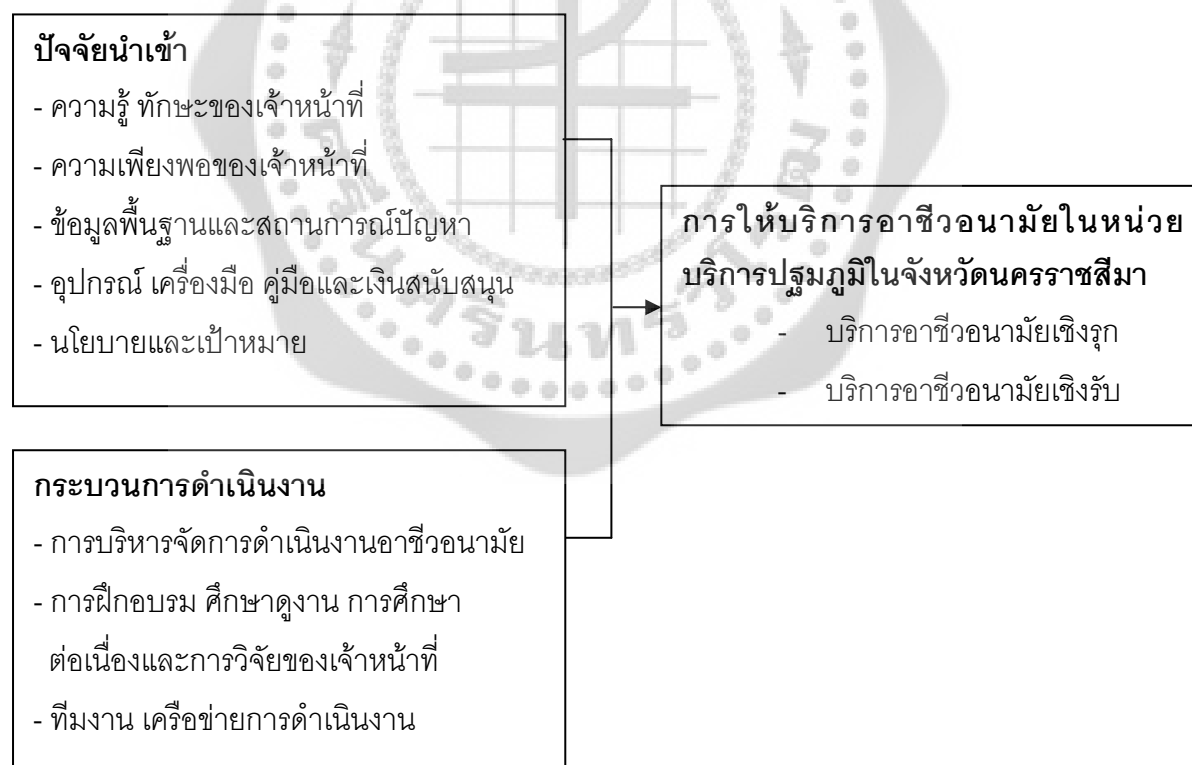 ปัจจัยนำเข้า
- ความรู้ ทักษะของเจ้าหน้าที่
- ความเพียงพอของเจ้าหน้าที่
- ข้อมูลพื้นฐานและสถานการณ์ปัญหา
- อุปกรณ์ เครื่องมือ คู่มือและเงินสนับสนุน
- นโยบายและเป้าหมาย
การให้บริการอาชีวอนามัยในหน่วย
บริการปฐมภูมิในจังหวัดนครราชสีมา
- บริการอาชีวอนามัยเชิงรุก
- บริการอาชีวอนามัยเชิงรับ
กระบวนการดำเนินงาน
- การบริหารจัดการดำเนินงานอาชีวอนามัย
- การฝึกอบรม ศึกษาดูงาน การศึกษา
ต่อเนื่องและการวิจัยของเจ้าหน้าที่
- ทีมงาน เครือข่ายการดำเนินงาน